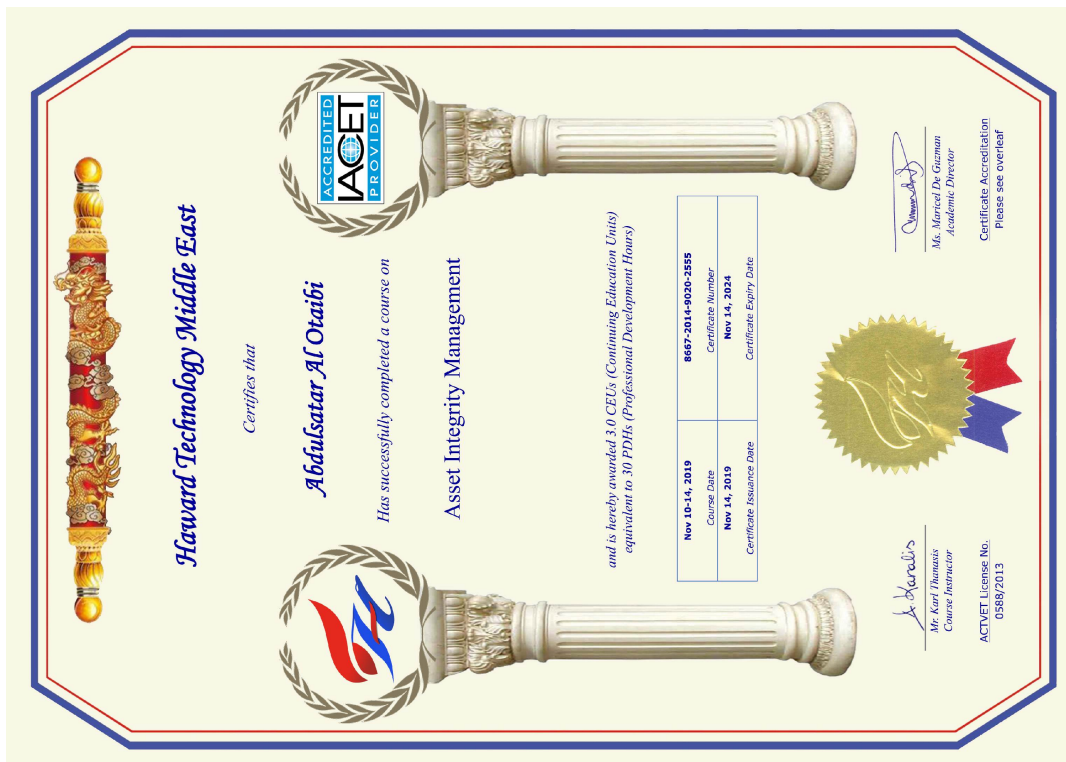 Haward Technology Middle East
Certifies that
ACCREDITED
IACET
PROVIDER
Abdulsatar Al Otaibi
Has successfully completed a course on
Asset Integrity Management
and is hereby awarded 3.0 CEUs (Continuing Education Units)
equivalent to 30 PDHs (Professional Development Hours)
Nov 10-14, 2019 8667-2014-9020-2555
Course Date Certificate Number
Nov 14, 2019 Nov 14, 2024
Certificate Issuance Date Certificate Expiry Date
Mr. Karl Thanasis Ms. Maricel De Guzman
Course Instructor Academic Director
ACTVET License No. Certificate Accreditation
0588/2013 Please see overleaf